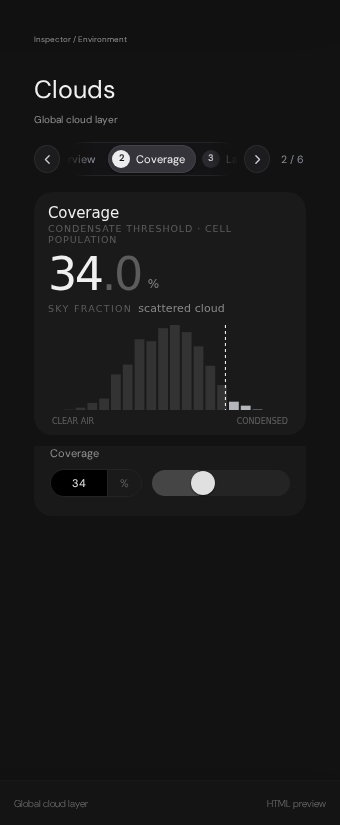 Inspector / Environment
Clouds
Global cloud layer
view 2 Coverage 3 2 / 6
Coverage
CONDENSATE THRESHOLD · CELL
POPULATION
34.0 %
SKY FRACTION scattered cloud
CLEAR AIR CONDENSED
Coverage
34 %
Global cloud layer HTML preview